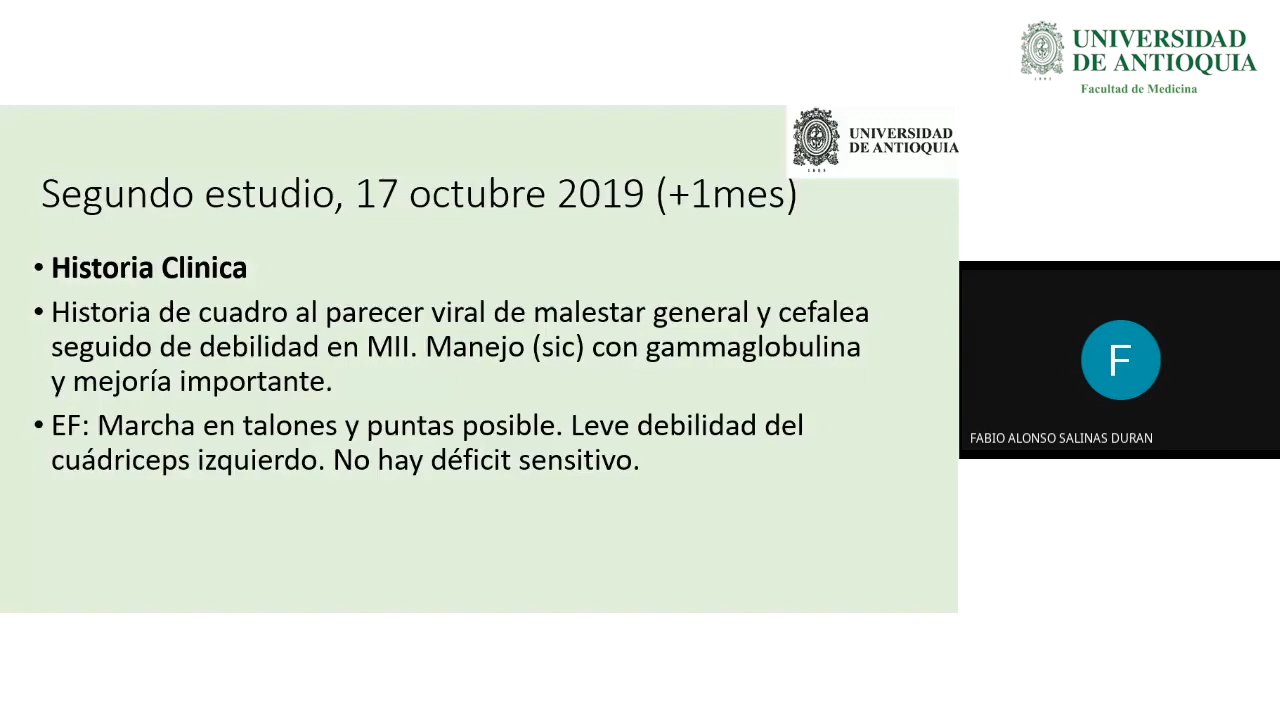 UNIVERSIDAD
DE ANTIOQUIA
1803
Facultad de Medicina
UNIVERSIDAD
DE ANTIOQUIA
1803
Segundo estudio, 17 octubre 2019 (+1mes)
• Historia Clinica
• Historia de cuadro al parecer viral de malestar general y cefalea
seguido de debilidad en MII. Manejo (sic) con gammaglobulina
y mejoría importante.
• EF: Marcha en talones y puntas posible. Leve debilidad del
cuádriceps izquierdo. No hay déficit sensitivo.
F
FABIO ALONSO SALINAS DURAN